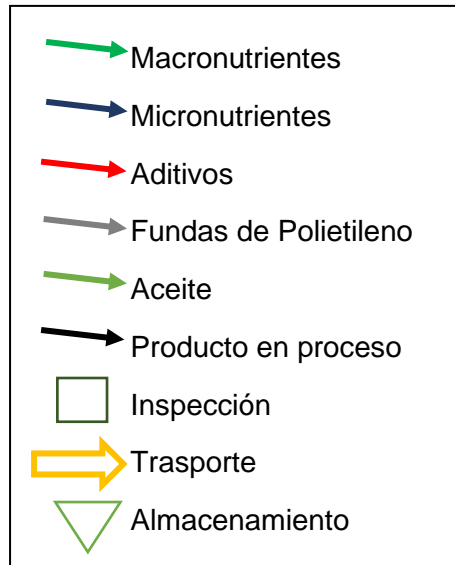 Macronutrientes
Micronutrientes
Aditivos
Fundas de Polietileno
Aceite
Producto en proceso
Inspección
Trasporte
Almacenamiento